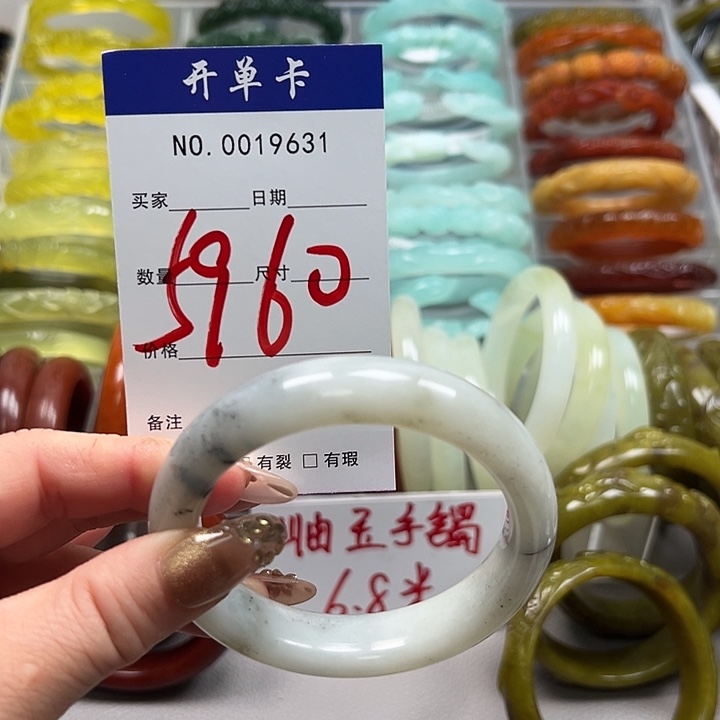 开单卡
NO.0019631
买家 日期
数量 尺寸
5960
价格
备注
有裂 □ 有瑕
岫玉手镯
6.8米